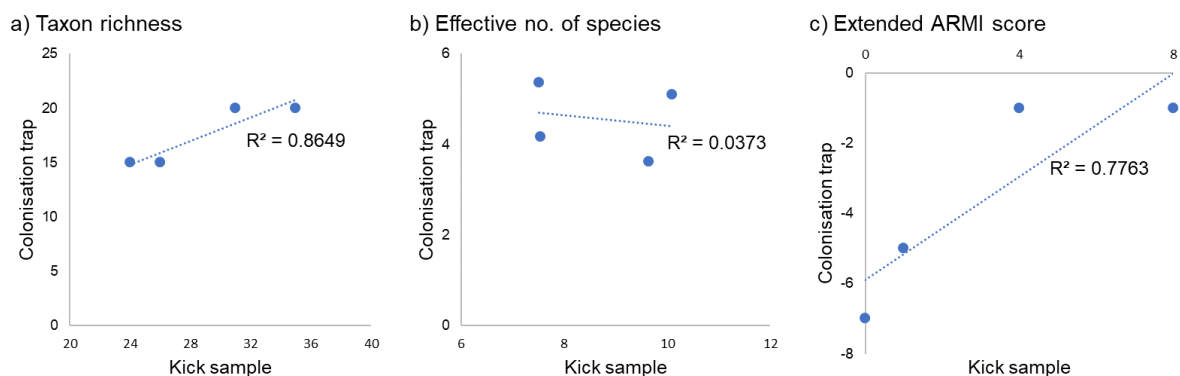 a) Taxon richness
25
20
15
10
5
0
20 24 28 32 36 40
Colonisation trap
Kick sample
R² = 0.8649
b) Effective no. of species
6
4
2
0
6 8 10 12
Colonisation trap
Kick sample
R² = 0.0373
c) Extended ARMI score
0 4 8
0
-2
-4
-6
-8
Colonisation trap
Kick sample
R² = 0.7763